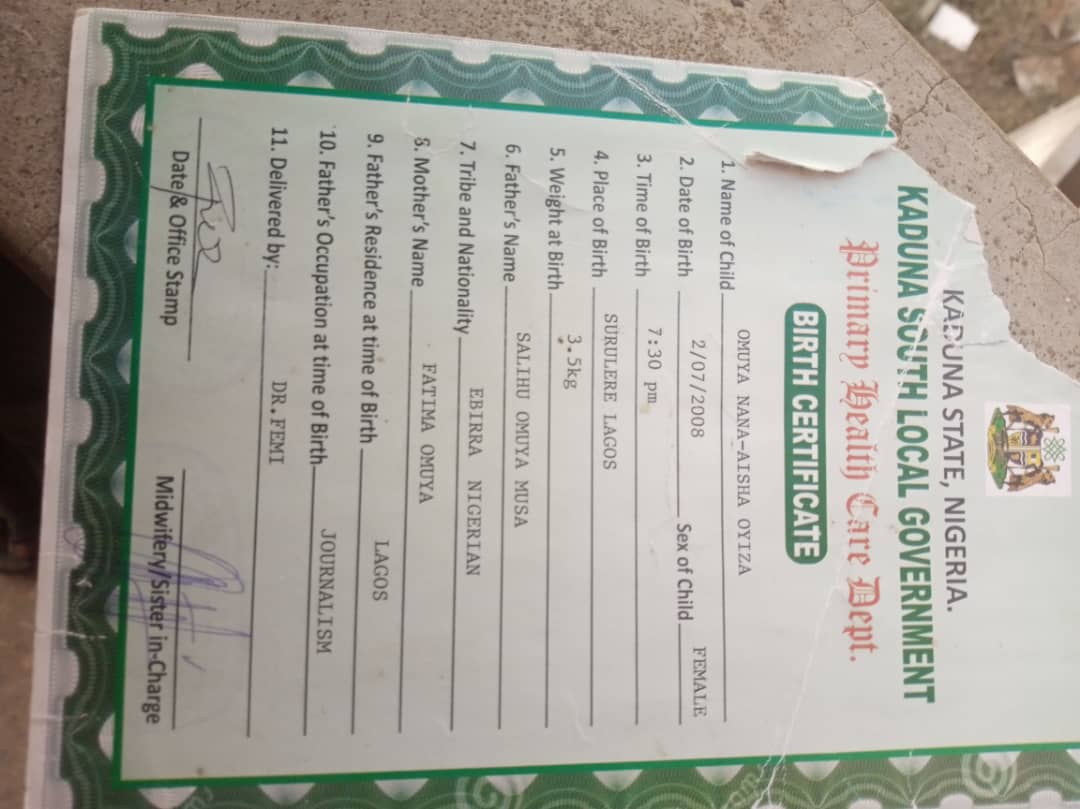 KADUNA STATE, NIGERIA.
KADUNA SOUTH LOCAL GOVERNMENT
Primary Health Care Dept.
BIRTH CERTIFICATE
1. Name of Child OMUYA NANA-AISHA OYIZA
2. Date of Birth 2/07/2008 Sex of Child FEMALE
3. Time of Birth 7:30 pm
4. Place of Birth SURULERE LAGOS
5. Weight at Birth 3.5kg
6. Father's Name SALIHU OMUYA MUSA
7. Tribe and Nationality EBIRRA NIGERIAN
8. Mother's Name FATIMA OMUYA
9. Father's Residence at time of Birth LAGOS
10. Father's Occupation at time of Birth JOURNALISM
11. Delivered by: DR.FEMI
Date & Office Stamp Midwifery/Sister in-Charge